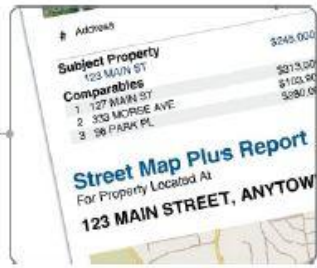 # Address
Subject Property
123 MAIN ST $245,000
Comparables
1 127 MAIN ST
2 333 MORSE AVE
3 98 PARK PL
Street Map Plus Report
For Property Located At
123 MAIN STREET, ANYTOW